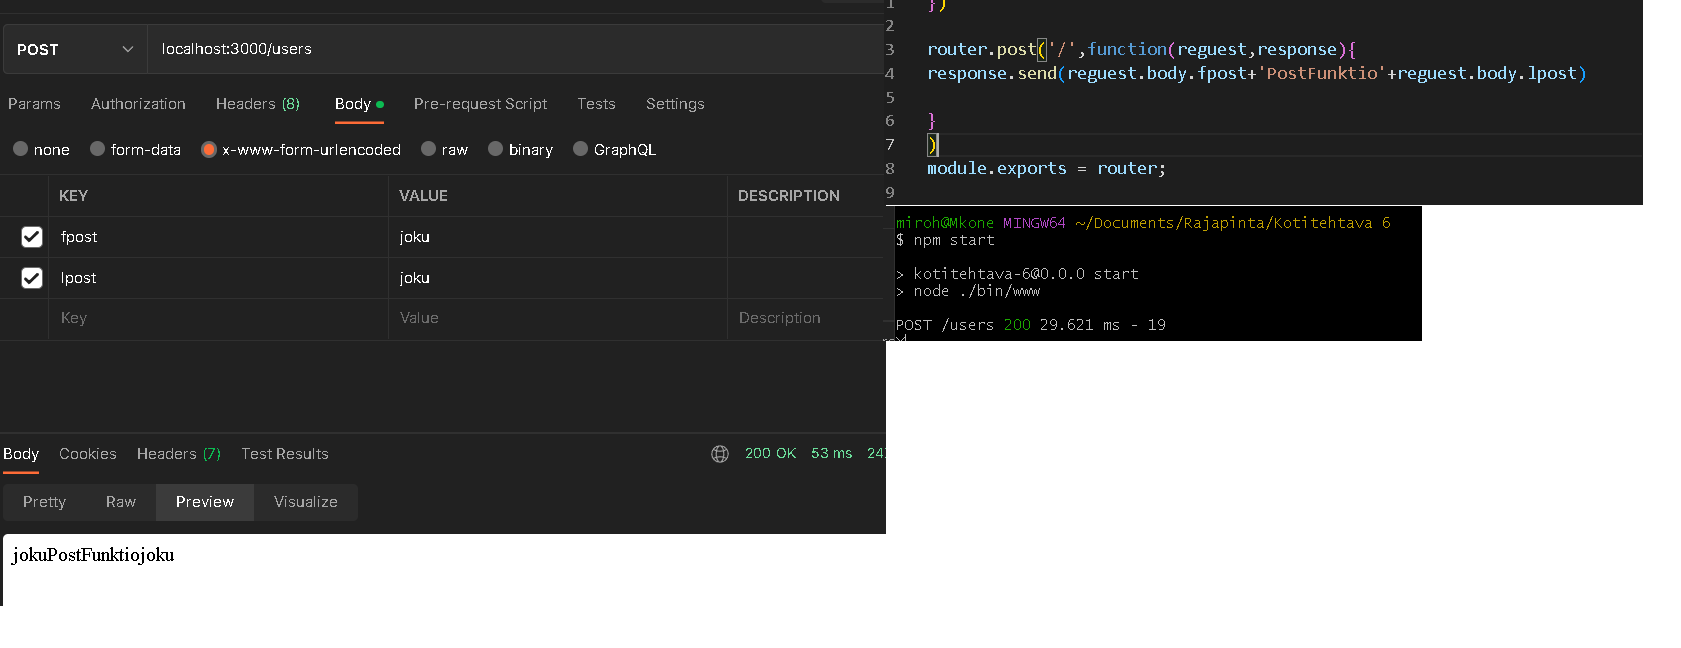 POST localhost:3000/users
Params Authorization Headers (8) Body Pre-request Script Tests Settings
none form-data x-www-form-urlencoded raw binary GraphQL
KEY VALUE DESCRIPTION
fpost joku
lpost joku
Key Value Description
Body Cookies Headers (7) Test Results 200 OK 53 ms
Pretty Raw Preview Visualize
jokuPostFunktiojoku
1 })
2
3 router.post('/',function(reguest,response){
4 response.send(reguest.body.fpost+'PostFunktio'+reguest.body.lpost)
5
6 }
7 )
8 module.exports = router;
9
miroh@Mkone MINGW64 ~/Documents/Rajapinta/Kotitehtava 6
$ npm start
> kotitehtava-6@0.0.0 start
> node ./bin/www
POST /users 200 29.621 ms - 19